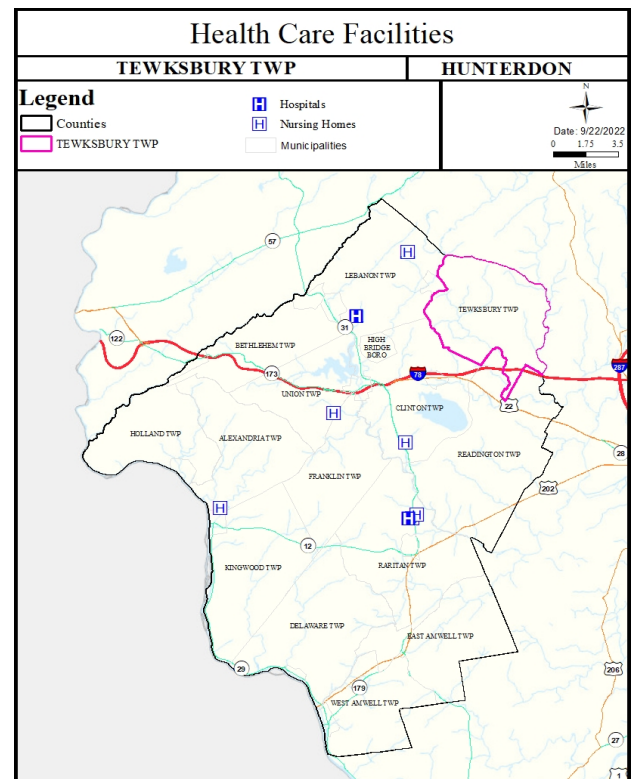 Health Care Facilities
TEWKSBURY TWP
HUNTERDON
Legend
Counties
TEWKSBURY TWP
H Hospitals
H Nursing Homes
Municipalities
N
Date: 9/22/2022
0 1.75 3.5
Miles
57
H
LEBANON TWP
TEWKSBURY TWP
H
31
122
BETHLEHEM TWP
HIGH
BRIDGE
BORO
287
173
78
UNION TWP
CLINTON TWP
22
H
HOLLAND TWP
ALEXANDRIA TWP
H
READINGTON TWP
28
FRANKLIN TWP
202
H
H H
12
KINGWOOD TWP
RARITAN TWP
DELAWARE TWP
EAST AMWELL TWP
29
206
179
WEST AMWELL TWP
27
1